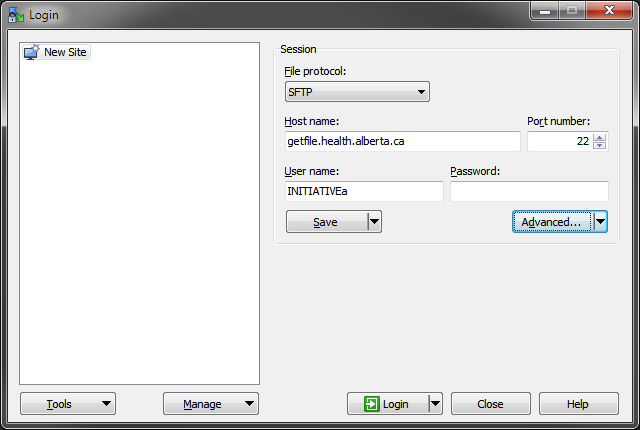 Login
New Site
Session
File protocol:
SFTP
Host name:
Port number:
getfile.health.alberta.ca
22
User name:
Password:
INITIATIVEa
Save
Advanced...
Tools
Manage
Login
Close
Help